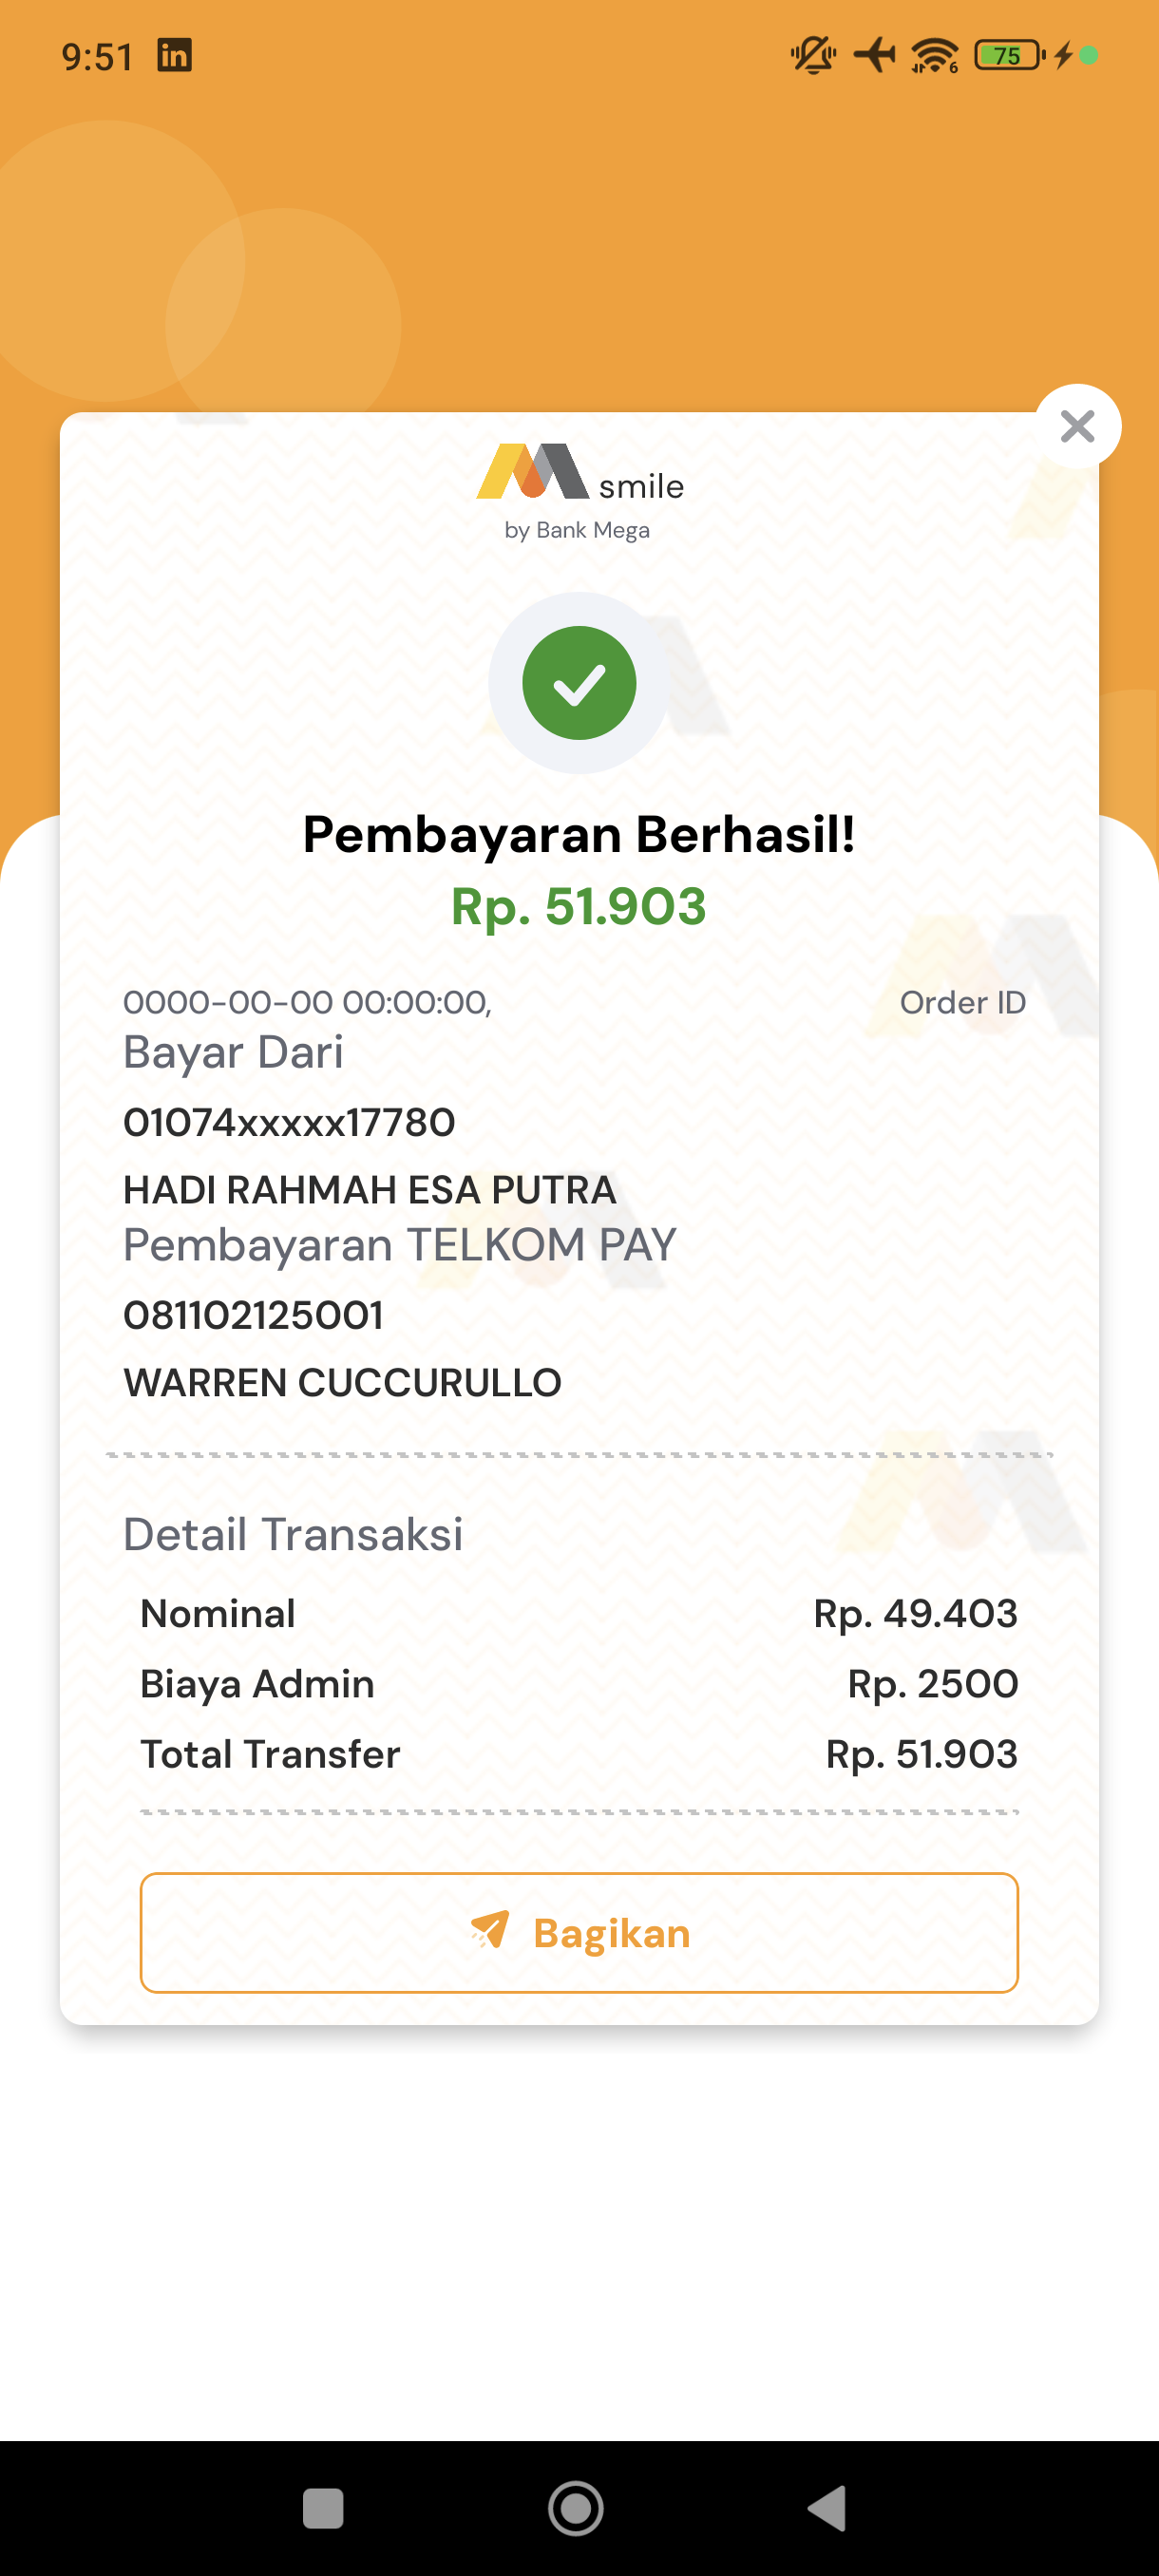 9:51
6
75
smile
by Bank Mega
Pembayaran Berhasil!
Rp. 51.903
0000-00-00 00:00:00, Order ID
Bayar Dari
01074xxxxx17780
HADI RAHMAH ESA PUTRA
Pembayaran TELKOM PAY
081102125001
WARREN CUCCURULLO
Detail Transaksi
Nominal Rp. 49.403
Biaya Admin Rp. 2500
Total Transfer Rp. 51.903
Bagikan